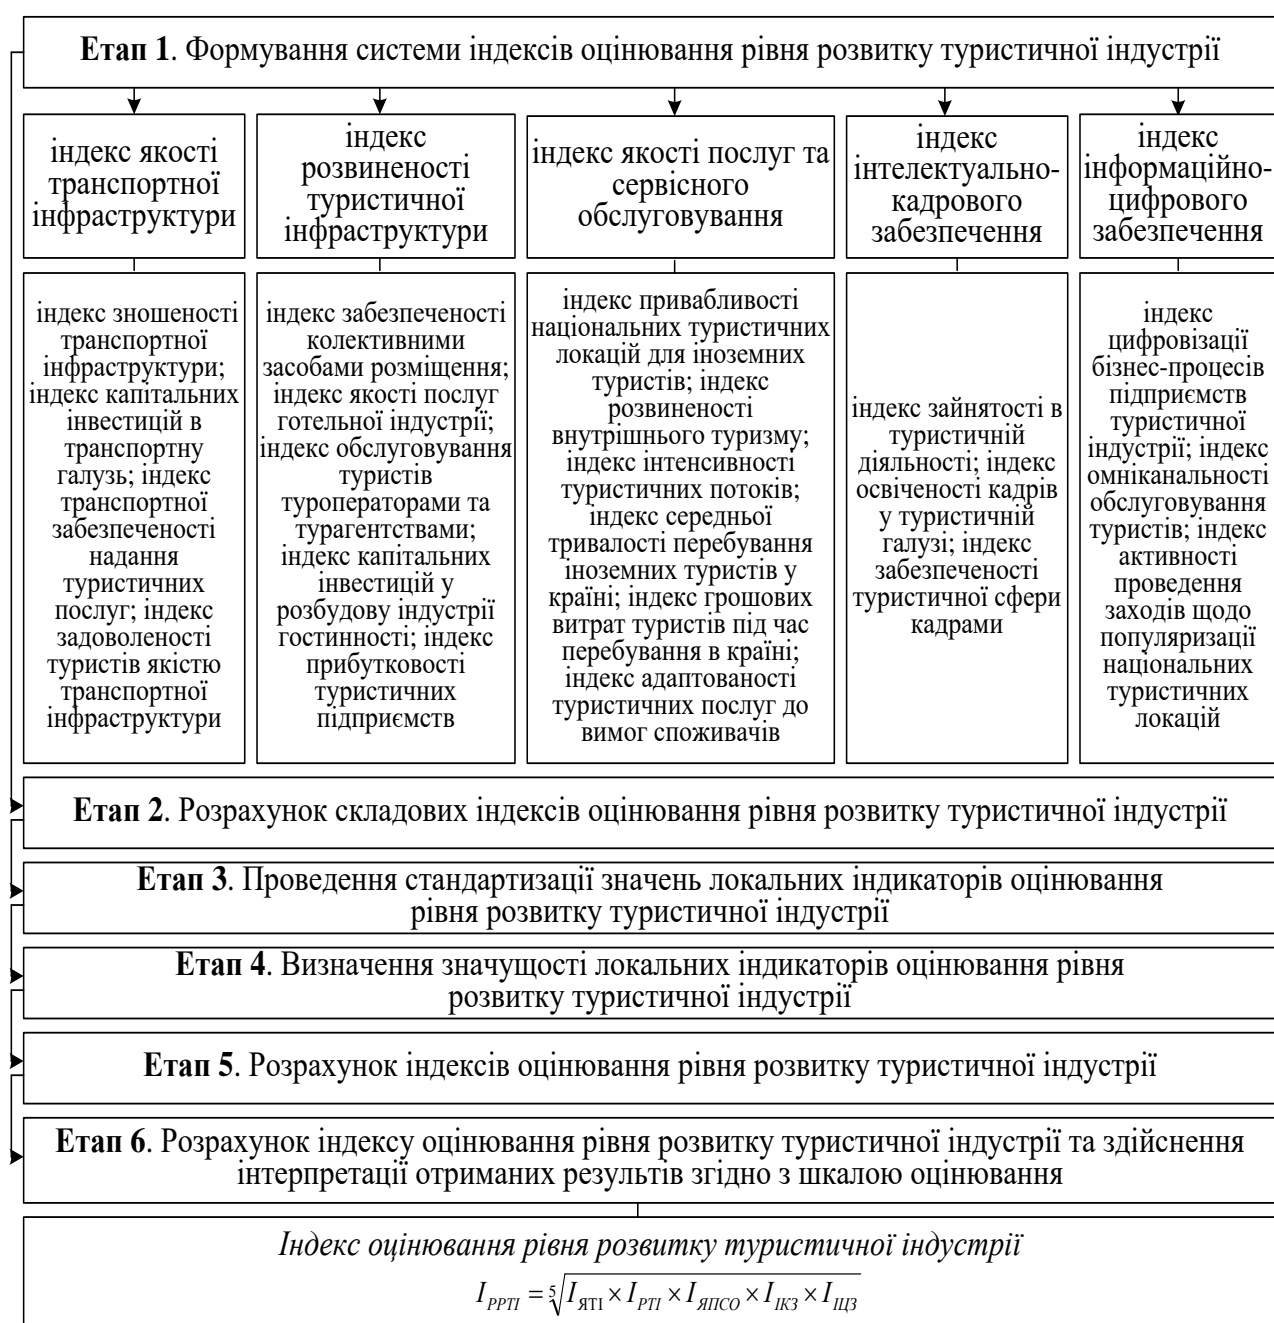 Етап 1. Формування системи індексів оцінювання рівня розвитку туристичної індустрії
індекс якості
транспортної
інфраструктури
індекс
розвиненості
туристичної
інфраструктури
індекс якості послуг та
сервісного
обслуговування
індекс
інтелектуально-
кадрового
забезпечення
індекс
інформаційно-
цифрового
забезпечення
індекс зношеності
транспортної
інфраструктури;
індекс капітальних
інвестицій в
транспортну
галузь; індекс
транспортної
забезпеченості
надання
туристичних
послуг; індекс
задоволеності
туристів якістю
транспортної
інфраструктури
індекс забезпеченості
колективними
засобами розміщення;
індекс якості послуг
готельної індустрії;
індекс обслуговування
туристів
туроператорами та
турагентствами;
індекс капітальних
інвестицій у
розбудову індустрії
гостинності; індекс
прибутковості
туристичних
підприємств
індекс привабливості
національних туристичних
локацій для іноземних
туристів; індекс
розвиненості
внутрішнього туризму;
індекс інтенсивності
туристичних потоків;
індекс середньої
тривалості перебування
іноземних туристів у
країні; індекс грошових
витрат туристів під час
перебування в країні;
індекс адаптованості
туристичних послуг до
вимог споживачів
індекс зайнятості в
туристичній
діяльності; індекс
освіченості кадрів
у туристичній
галузі; індекс
забезпеченості
туристичної сфери
кадрами
індекс
цифровізації
бізнес-процесів
підприємств
туристичної
індустрії; індекс
омніканальності
обслуговування
туристів; індекс
активності
проведення
заходів щодо
популяризації
національних
туристичних
локацій
Етап 2. Розрахунок складових індексів оцінювання рівня розвитку туристичної індустрії
Етап 3. Проведення стандартизації значень локальних індикаторів оцінювання
рівня розвитку туристичної індустрії
Етап 4. Визначення значущості локальних індикаторів оцінювання рівня
розвитку туристичної індустрії
Етап 5. Розрахунок індексів оцінювання рівня розвитку туристичної індустрії
Етап 6. Розрахунок індексу оцінювання рівня розвитку туристичної індустрії та здійснення
інтерпретації отриманих результів згідно з шкалою оцінювання
Індекс оцінювання рівня розвитку туристичної індустрії
I_РРТІ = ⁵√(I_ЯТІ × I_РТІ × I_ЯПСО × I_ІКЗ × I_ІЦЗ)